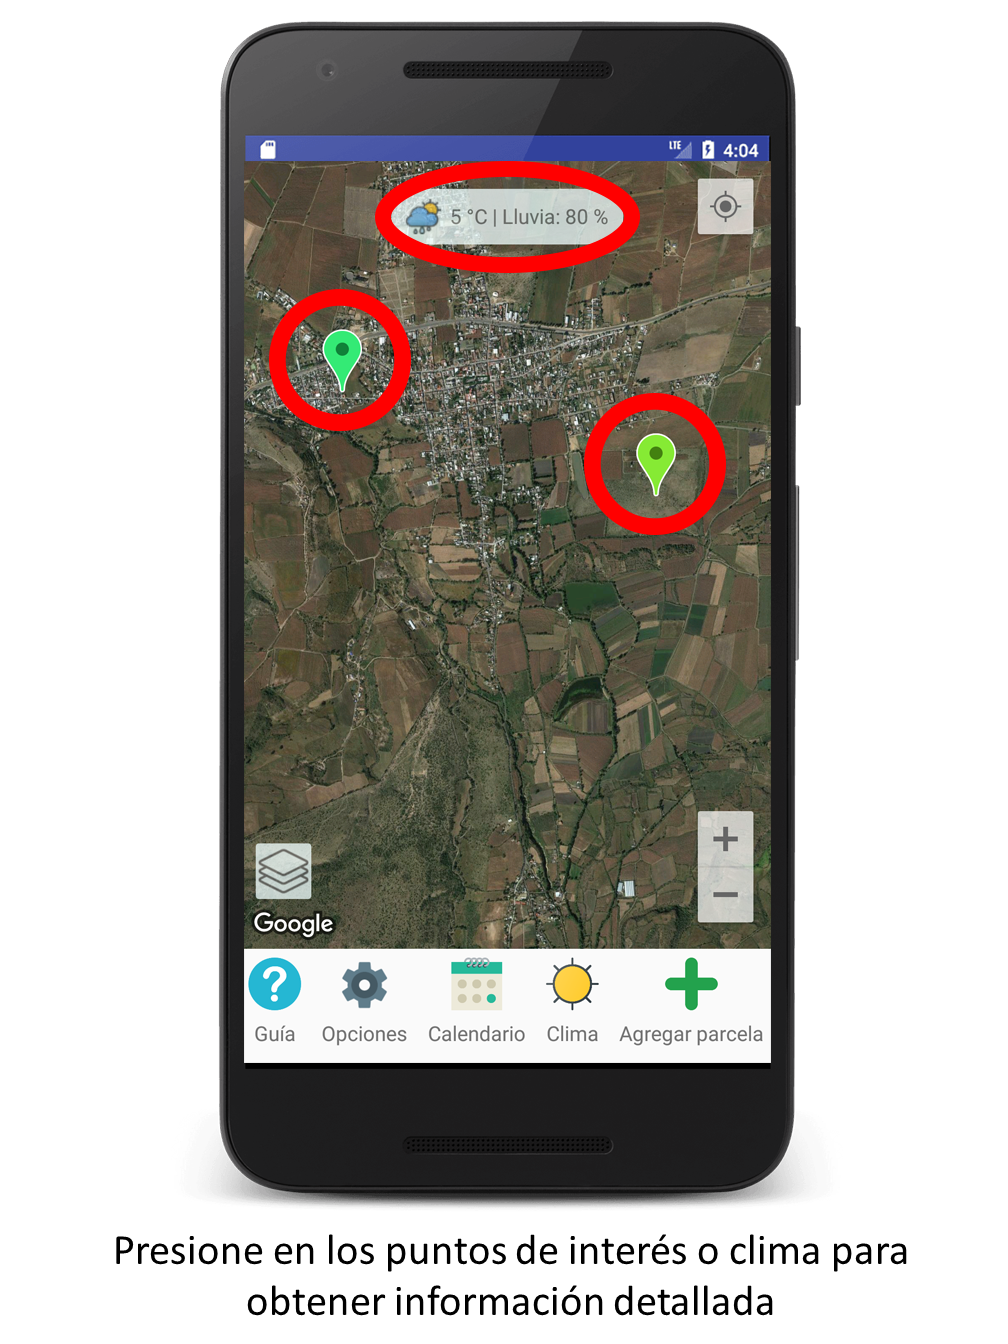 LTE 4:04
5 °C | Lluvia: 80 %
Google
Guía Opciones Calendario Clima Agregar parcela
Presione en los puntos de interés o clima para
obtener información detallada